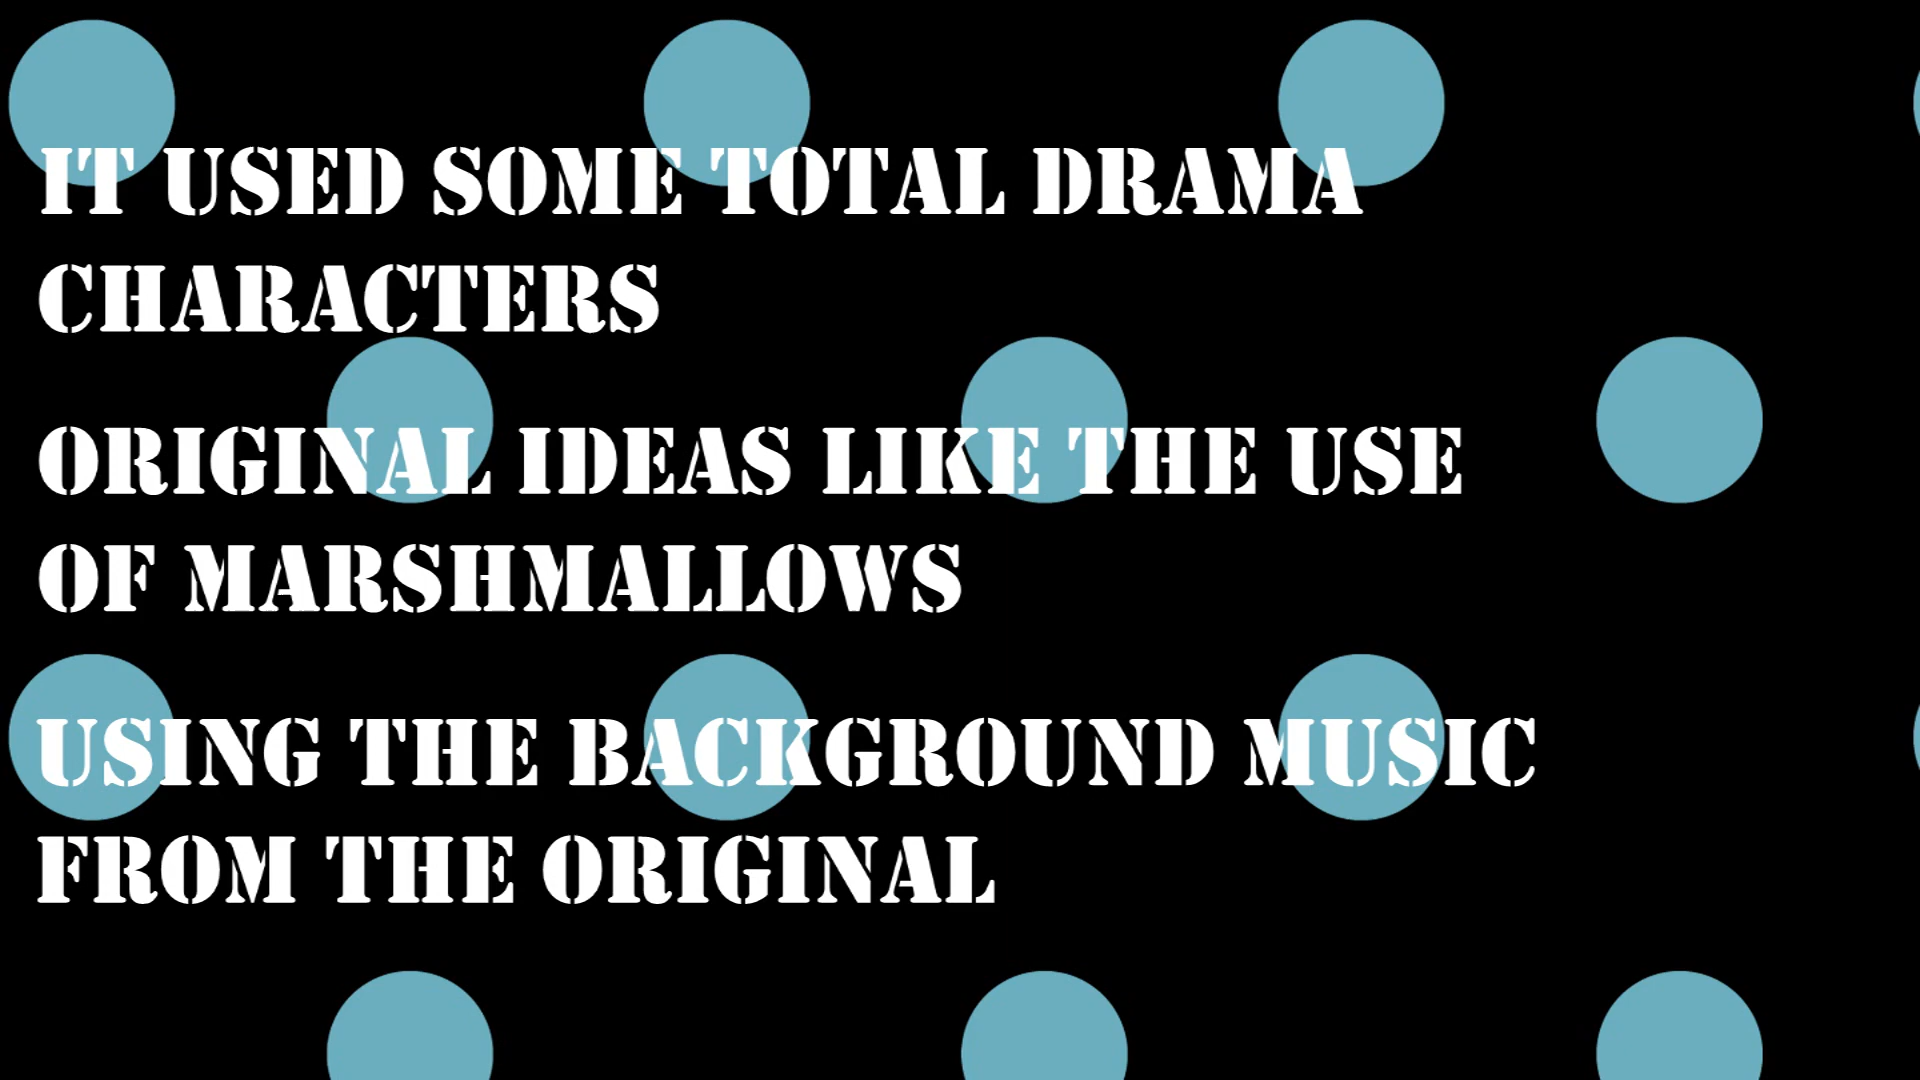 IT USED SOME TOTAL DRAMA
CHARACTERS
ORIGINAL IDEAS LIKE THE USE
OF MARSHMALLOWS
USING THE BACKGROUND MUSIC
FROM THE ORIGINAL